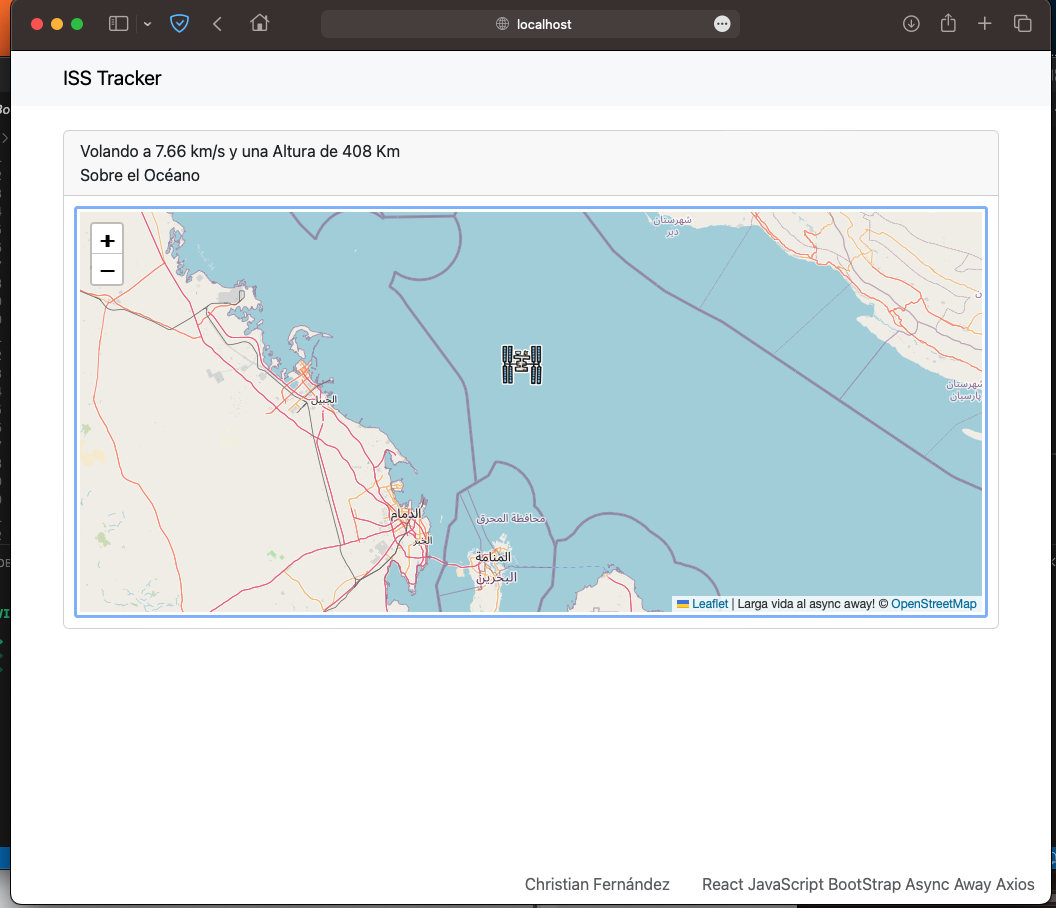 localhost
ISS Tracker
Volando a 7.66 km/s y una Altura de 408 Km
Sobre el Océano
+
−
شهرستان
دیر
شهرستان
پارسیان
الجبيل
الدمام
الخبر
محافظة المحرق
المنامة
البحرين
Leaflet | Larga vida al async away! © OpenStreetMap
Christian Fernández
React JavaScript BootStrap Async Away Axios